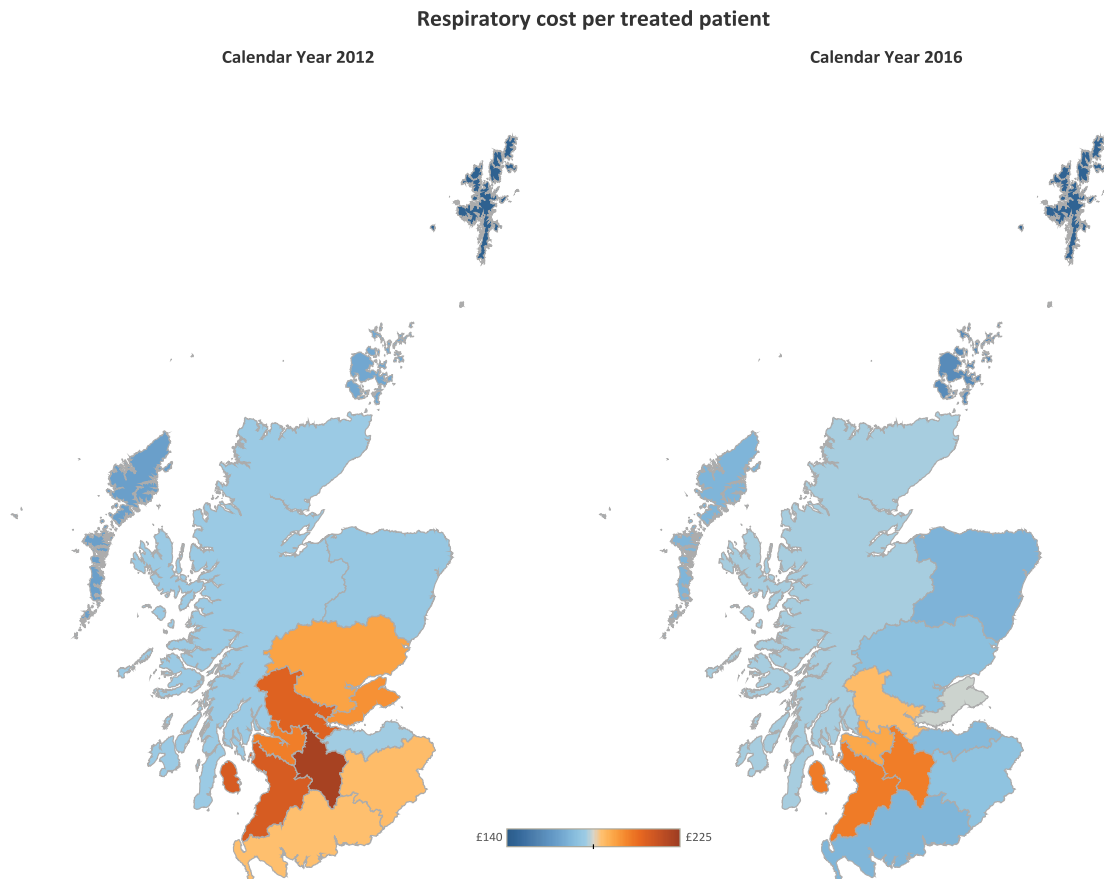 Respiratory cost per treated patient
Calendar Year 2012
Calendar Year 2016
£140
£225